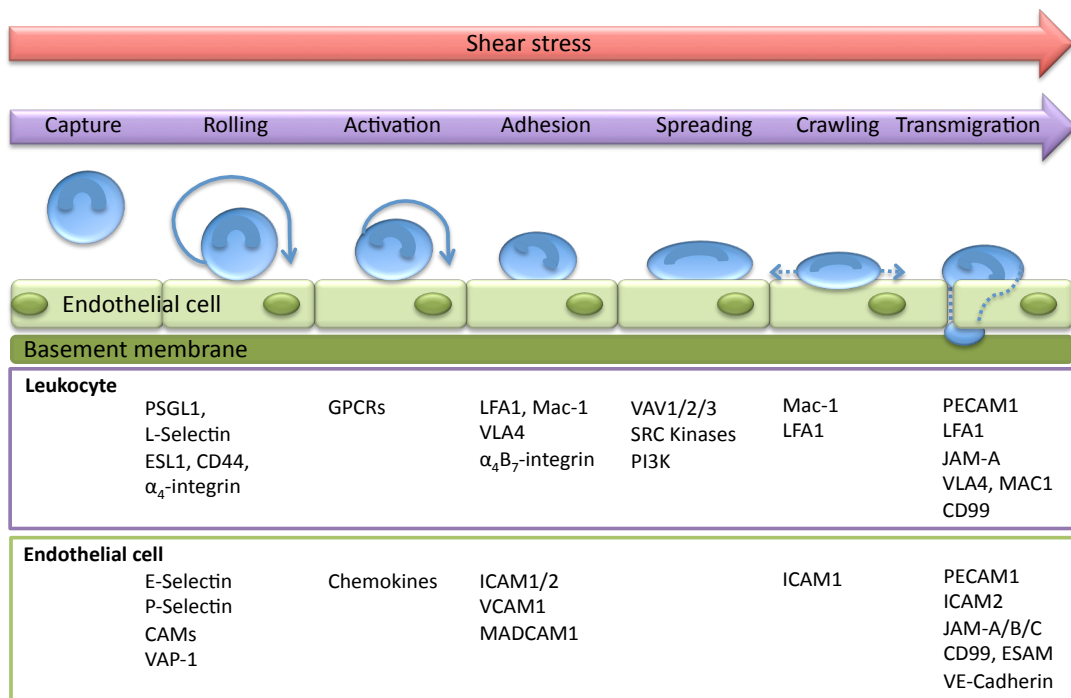 Shear stress
Capture Rolling Activation Adhesion Spreading Crawling Transmigration
Endothelial cell
Basement membrane
Leukocyte
PSGL1,
L-Selectin
ESL1, CD44,
α₄-integrin
GPCRs
LFA1, Mac-1
VLA4
α₄B₇-integrin
VAV1/2/3
SRC Kinases
PI3K
Mac-1
LFA1
PECAM1
LFA1
JAM-A
VLA4, MAC1
CD99
Endothelial cell
E-Selectin
P-Selectin
CAMs
VAP-1
Chemokines
ICAM1/2
VCAM1
MADCAM1
ICAM1
PECAM1
ICAM2
JAM-A/B/C
CD99, ESAM
VE-Cadherin